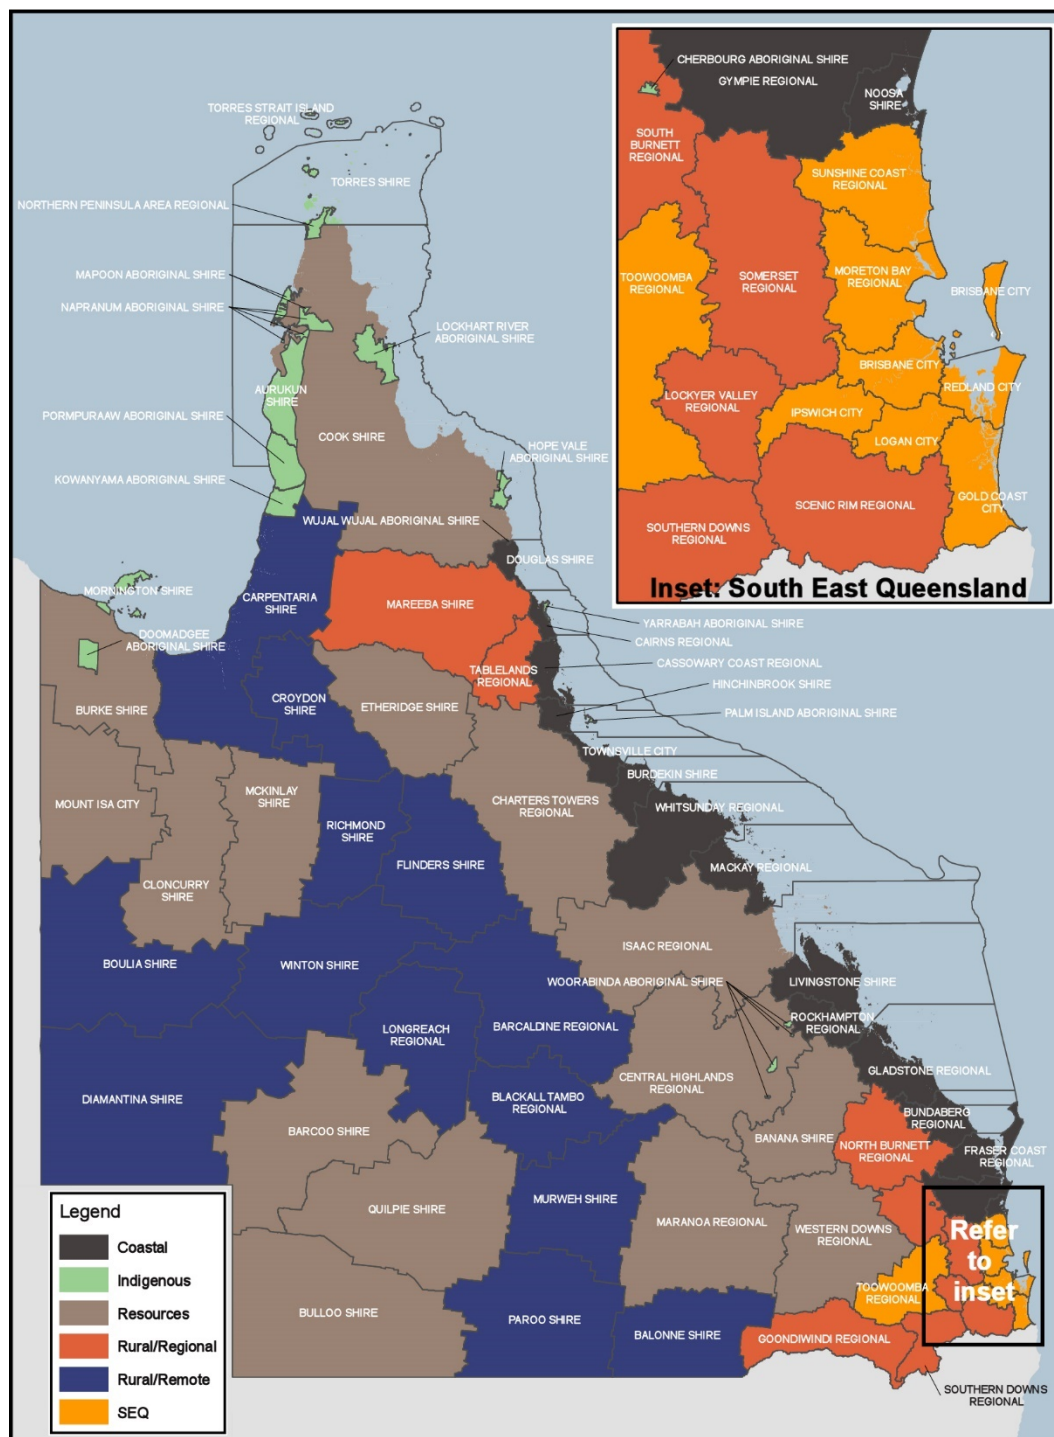 TORRES STRAIT ISLAND
REGIONAL
TORRES SHIRE
NORTHERN PENINSULA AREA REGIONAL
MAPOON ABORIGINAL SHIRE
NAPRANUM ABORIGINAL SHIRE
LOCKHART RIVER
ABORIGINAL SHIRE
AURUKUN
SHIRE
PORMPURAAW ABORIGINAL SHIRE
COOK SHIRE
KOWANYAMA ABORIGINAL SHIRE
HOPE VALE
ABORIGINAL SHIRE
WUJAL WUJAL ABORIGINAL SHIRE
DOUGLAS SHIRE
MORNINGTON SHIRE
CARPENTARIA
SHIRE
MAREEBA SHIRE
YARRABAH ABORIGINAL SHIRE
CAIRNS REGIONAL
DOOMADGEE
ABORIGINAL SHIRE
CASSOWARY COAST REGIONAL
TABLELANDS
REGIONAL
HINCHINBROOK SHIRE
CROYDON
SHIRE
ETHERIDGE SHIRE
BURKE SHIRE
PALM ISLAND ABORIGINAL SHIRE
TOWNSVILLE CITY
BURDEKIN SHIRE
MOUNT ISA CITY
MCKINLAY
SHIRE
CHARTERS TOWERS
REGIONAL
WHITSUNDAY REGIONAL
RICHMOND
SHIRE
FLINDERS SHIRE
MACKAY REGIONAL
CLONCURRY
SHIRE
ISAAC REGIONAL
BOULIA SHIRE
WINTON SHIRE
WOORABINDA ABORIGINAL SHIRE
LIVINGSTONE SHIRE
LONGREACH
REGIONAL
BARCALDINE REGIONAL
ROCKHAMPTON
REGIONAL
GLADSTONE REGIONAL
CENTRAL HIGHLANDS
REGIONAL
DIAMANTINA SHIRE
BLACKALL TAMBO
REGIONAL
BUNDABERG
REGIONAL
BARCOO SHIRE
BANANA SHIRE
NORTH BURNETT
REGIONAL
FRASER COAST
REGIONAL
QUILPIE SHIRE
MURWEH SHIRE
MARANOA REGIONAL
WESTERN DOWNS
REGIONAL
Refer
to
inset
TOOWOOMBA
REGIONAL
BULLOO SHIRE
PAROO SHIRE
BALONNE SHIRE
GOONDIWINDI REGIONAL
SOUTHERN DOWNS
REGIONAL
CHERBOURG ABORIGINAL SHIRE
GYMPIE REGIONAL
NOOSA
SHIRE
SOUTH
BURNETT
REGIONAL
SUNSHINE COAST
REGIONAL
TOOWOOMBA
REGIONAL
SOMERSET
REGIONAL
MORETON BAY
REGIONAL
BRISBANE CITY
BRISBANE CITY
REDLAND CITY
LOCKYER VALLEY
REGIONAL
IPSWICH CITY
LOGAN CITY
SCENIC RIM REGIONAL
GOLD COAST
CITY
SOUTHERN DOWNS
REGIONAL
Inset: South East Queensland
Legend
Coastal
Indigenous
Resources
Rural/Regional
Rural/Remote
SEQ